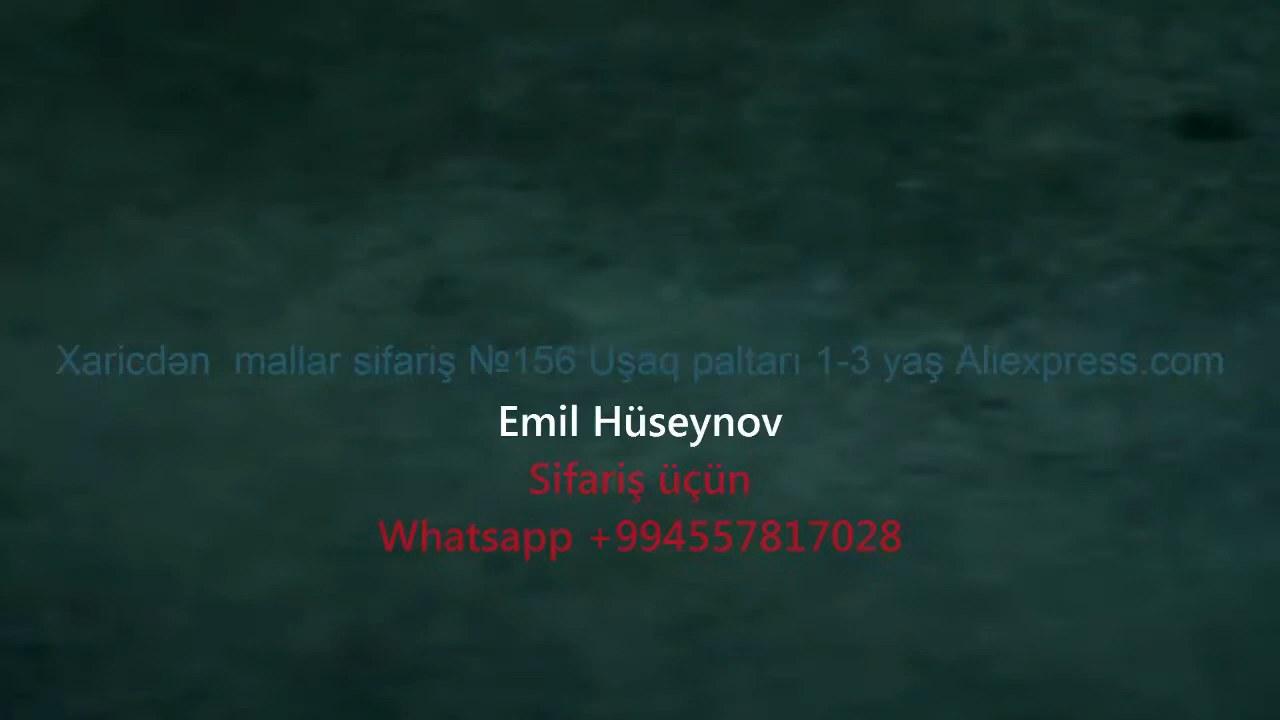 Xaricdən mallar sifariş №156 Uşaq paltarı 1-3 yaş Aliexpress.com
Emil Hüseynov
Sifariş üçün
Whatsapp +994557817028